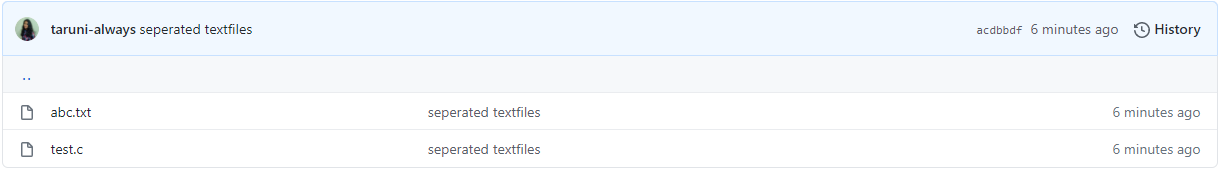 taruni-always seperated textfiles acdbbdf 6 minutes ago History
..
abc.txt seperated textfiles 6 minutes ago
test.c seperated textfiles 6 minutes ago